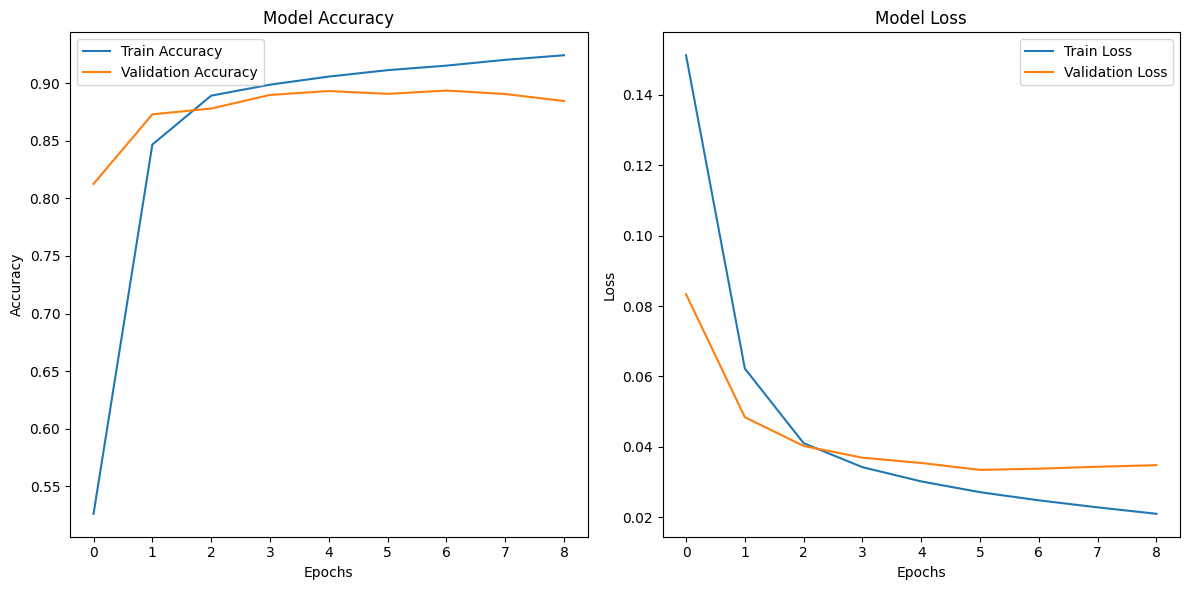 Model Accuracy
Train Accuracy
Validation Accuracy
0.90
0.85
0.80
0.75
0.70
0.65
0.60
0.55
Accuracy
0 1 2 3 4 5 6 7 8
Epochs
Model Loss
Train Loss
Validation Loss
0.14
0.12
0.10
0.08
0.06
0.04
0.02
Loss
0 1 2 3 4 5 6 7 8
Epochs